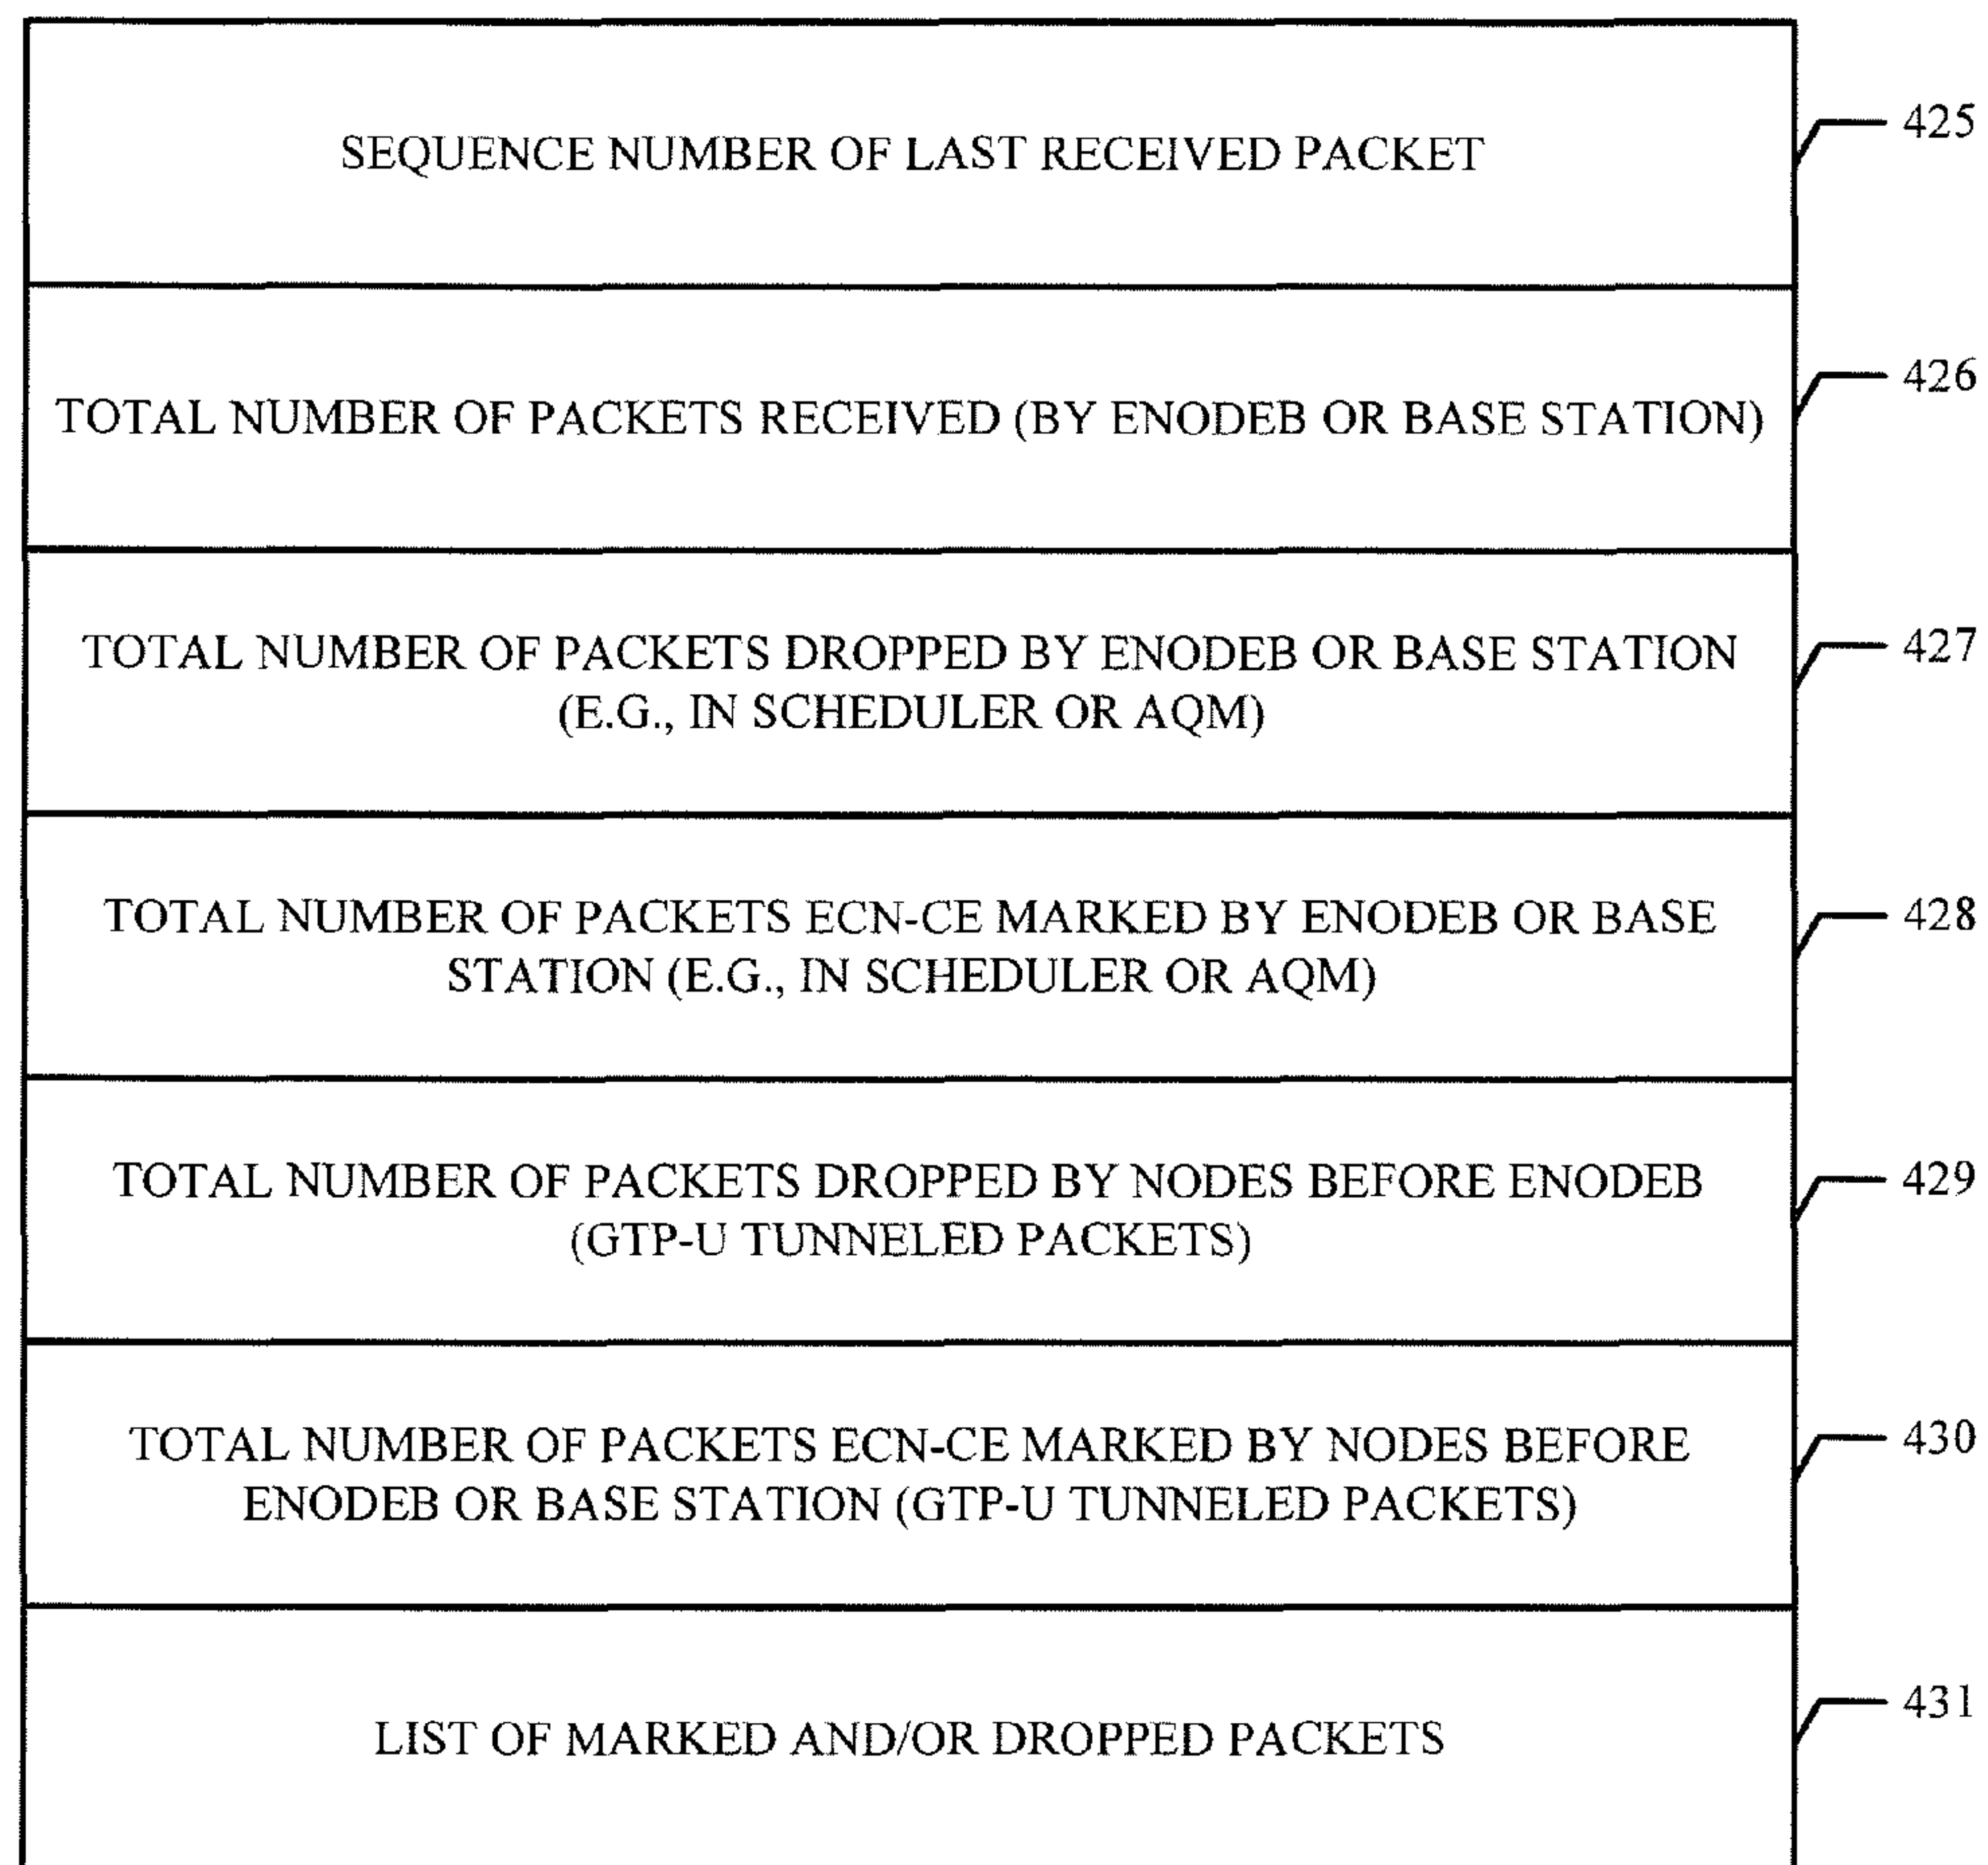 SEQUENCE NUMBER OF LAST RECEIVED PACKET
425
TOTAL NUMBER OF PACKETS RECEIVED (BY ENODEB OR BASE STATION)
426
TOTAL NUMBER OF PACKETS DROPPED BY ENODEB OR BASE STATION
(E.G., IN SCHEDULER OR AQM)
427
TOTAL NUMBER OF PACKETS ECN-CE MARKED BY ENODEB OR BASE
STATION (E.G., IN SCHEDULER OR AQM)
428
TOTAL NUMBER OF PACKETS DROPPED BY NODES BEFORE ENODEB
(GTP-U TUNNELED PACKETS)
429
TOTAL NUMBER OF PACKETS ECN-CE MARKED BY NODES BEFORE
ENODEB OR BASE STATION (GTP-U TUNNELED PACKETS)
430
LIST OF MARKED AND/OR DROPPED PACKETS
431